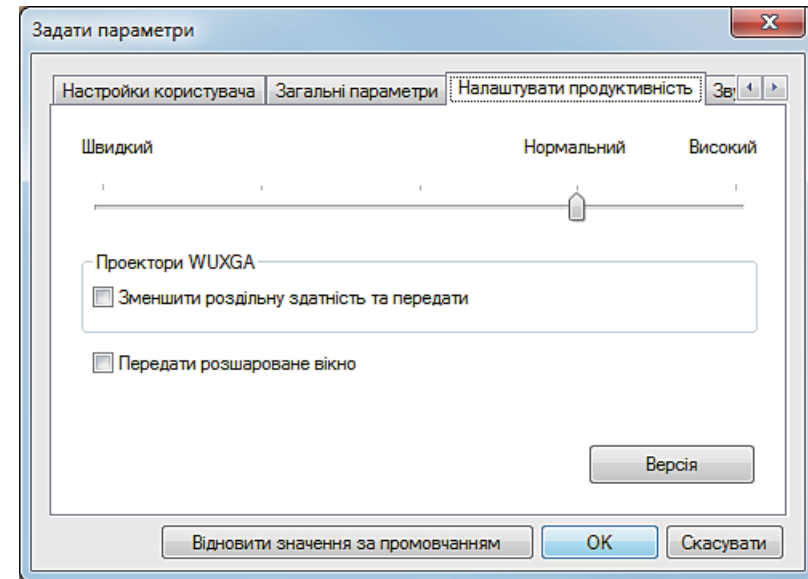 Задати параметри
Настройки користувача Загальні параметри Налаштувати продуктивність
Швидкий Нормальний Високий
Проектори WUXGA
Зменшити роздільну здатність та передати
Передати розшароване вікно
Версія
Відновити значення за промовчанням OK Скасувати